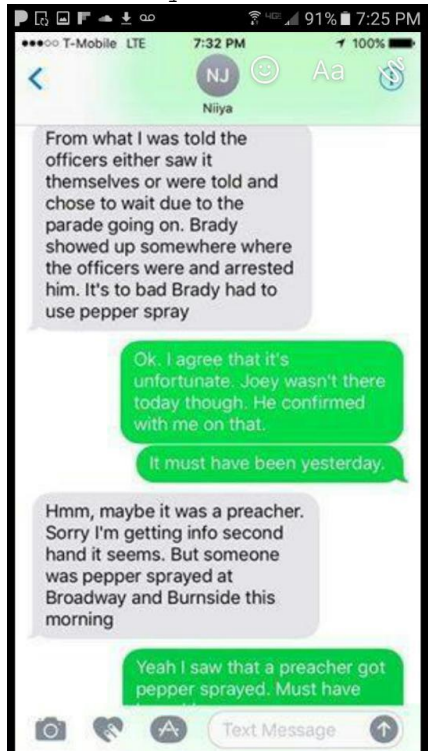 91% 7:25 PM
T-Mobile LTE 7:32 PM 100%
NJ
Aa
Niiya
From what I was told the
officers either saw it
themselves or were told and
chose to wait due to the
parade going on. Brady
showed up somewhere where
the officers were and arrested
him. It's to bad Brady had to
use pepper spray
Ok. I agree that it's
unfortunate. Joey wasn't there
today though. He confirmed
with me on that.
It must have been yesterday.
Hmm, maybe it was a preacher.
Sorry I'm getting info second
hand it seems. But someone
was pepper sprayed at
Broadway and Burnside this
morning
Yeah I saw that a preacher got
pepper sprayed. Must have
Text Message